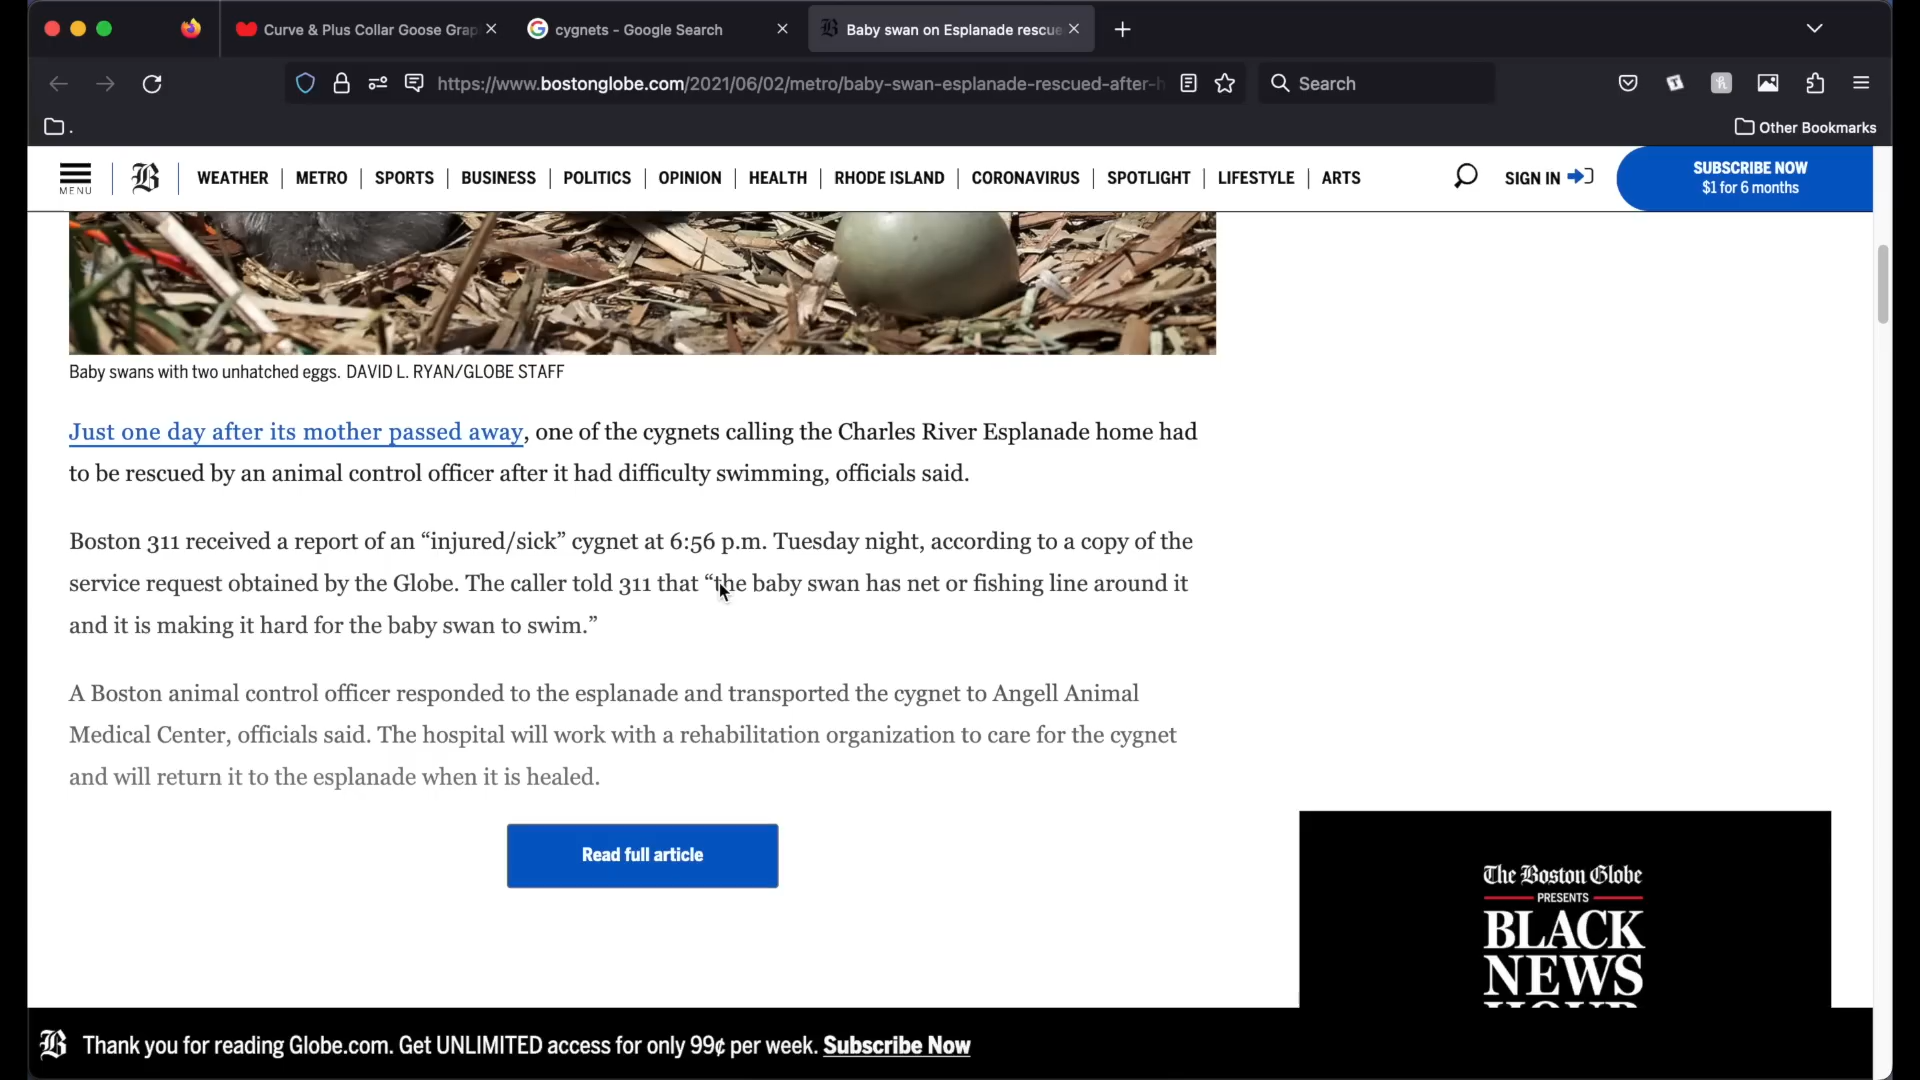 Curve & Plus Collar Goose Grap
cygnets - Google Search
Baby swan on Esplanade rescue
https://www.bostonglobe.com/2021/06/02/metro/baby-swan-esplanade-rescued-after-h
Search
.
Other Bookmarks
MENU
B
WEATHER
METRO
SPORTS
BUSINESS
POLITICS
OPINION
HEALTH
RHODE ISLAND
CORONAVIRUS
SPOTLIGHT
LIFESTYLE
ARTS
SIGN IN
SUBSCRIBE NOW
$1 for 6 months
Baby swans with two unhatched eggs. DAVID L. RYAN/GLOBE STAFF
Just one day after its mother passed away, one of the cygnets calling the Charles River Esplanade home had
to be rescued by an animal control officer after it had difficulty swimming, officials said.
Boston 311 received a report of an “injured/sick” cygnet at 6:56 p.m. Tuesday night, according to a copy of the
service request obtained by the Globe. The caller told 311 that “the baby swan has net or fishing line around it
and it is making it hard for the baby swan to swim.”
A Boston animal control officer responded to the esplanade and transported the cygnet to Angell Animal
Medical Center, officials said. The hospital will work with a rehabilitation organization to care for the cygnet
and will return it to the esplanade when it is healed.
Read full article
The Boston Globe
PRESENTS
BLACK
NEWS
HOUR
B
Thank you for reading Globe.com. Get UNLIMITED access for only 99¢ per week. Subscribe Now